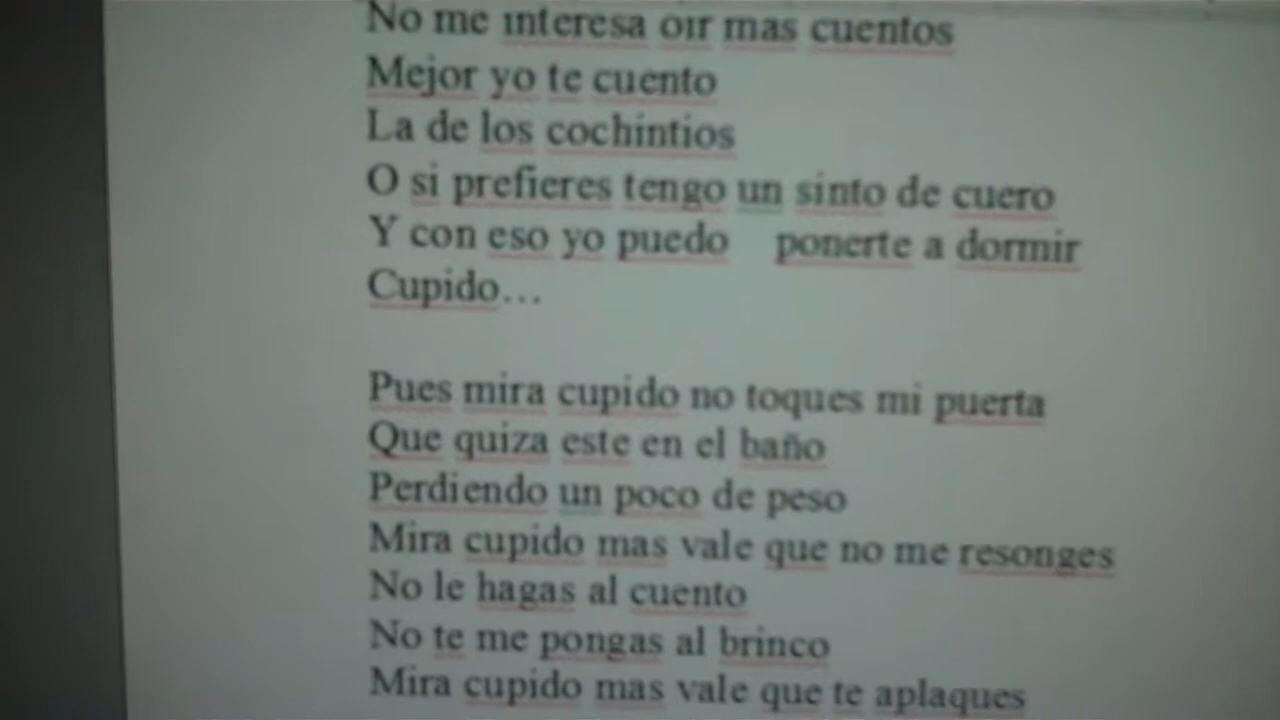 No me interesa oir mas cuentos
Mejor yo te cuento
La de los cochintios
O si prefieres tengo un sinto de cuero
Y con eso yo puedo ponerte a dormir
Cupido...
Pues mira cupido no toques mi puerta
Que quiza este en el baño
Perdiendo un poco de peso
Mira cupido mas vale que no me resonges
No le hagas al cuento
No te me pongas al brinco
Mira cupido mas vale que te aplaques